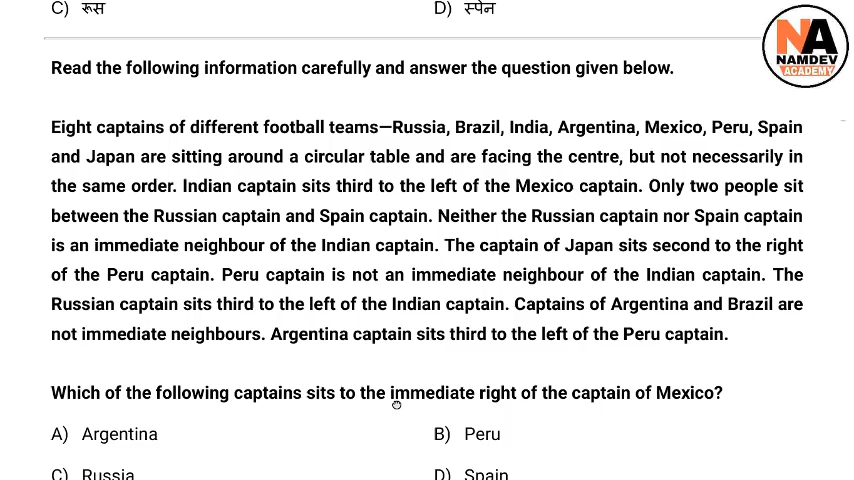 C) रूस
D) स्पेन
NA
NAMDEV
ACADEMY
Read the following information carefully and answer the question given below.
Eight captains of different football teams—Russia, Brazil, India, Argentina, Mexico, Peru, Spain
and Japan are sitting around a circular table and are facing the centre, but not necessarily in
the same order. Indian captain sits third to the left of the Mexico captain. Only two people sit
between the Russian captain and Spain captain. Neither the Russian captain nor Spain captain
is an immediate neighbour of the Indian captain. The captain of Japan sits second to the right
of the Peru captain. Peru captain is not an immediate neighbour of the Indian captain. The
Russian captain sits third to the left of the Indian captain. Captains of Argentina and Brazil are
not immediate neighbours. Argentina captain sits third to the left of the Peru captain.
Which of the following captains sits to the immediate right of the captain of Mexico?
A) Argentina
B) Peru
C) Russia
D) Spain